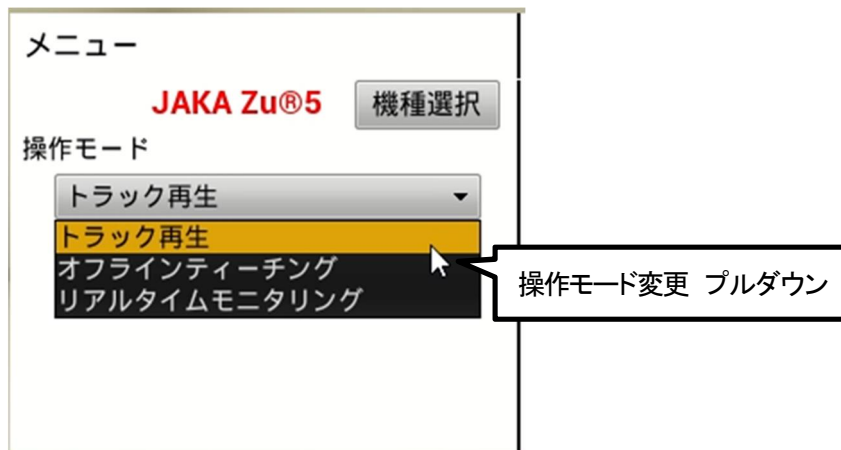 メニュー
JAKA Zu®5 機種選択
操作モード
トラック再生
トラック再生
オフラインティーチング
リアルタイムモニタリング
操作モード変更 プルダウン